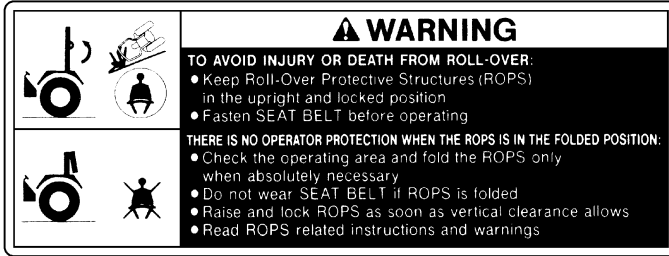 WARNING
TO AVOID INJURY OR DEATH FROM ROLL-OVER:
● Keep Roll-Over Protective Structures (ROPS)
in the upright and locked position
● Fasten SEAT BELT before operating
THERE IS NO OPERATOR PROTECTION WHEN THE ROPS IS IN THE FOLDED POSITION:
● Check the operating area and fold the ROPS only
when absolutely necessary
● Do not wear SEAT BELT if ROPS is folded
● Raise and lock ROPS as soon as vertical clearance allows
● Read ROPS related instructions and warnings